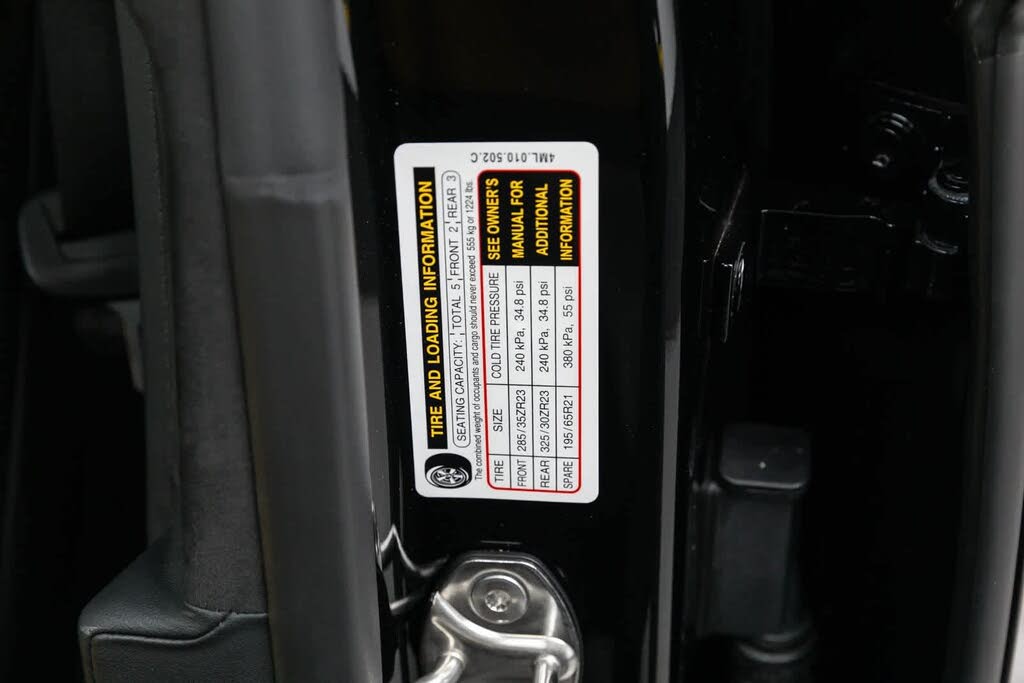 4ML.010.502.C
TIRE AND LOADING INFORMATION
SEATING CAPACITY: TOTAL 5 FRONT 2 REAR 3
The combined weight of occupants and cargo should never exceed 555 kg or 1224 lbs.
TIRE SIZE COLD TIRE PRESSURE SEE OWNER'S
FRONT 285/35ZR23 240 kPa, 34.8 psi MANUAL FOR
REAR 325/30ZR23 240 kPa, 34.8 psi ADDITIONAL
SPARE 195/65R21 380 kPa, 55 psi INFORMATION